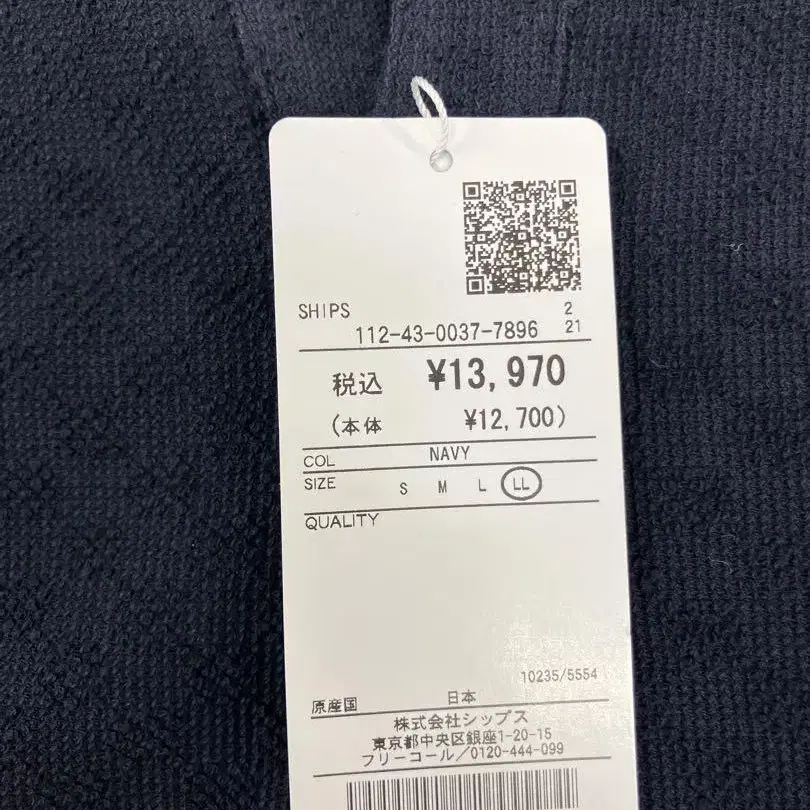 SHIPS 2
112-43-0037-7896 21
税込 ¥13,970
(本体 ¥12,700)
COL NAVY
SIZE S M L LL
QUALITY
10235/5554
原産国 日本
株式会社シップス
東京都中央区銀座1-20-15
フリーコール/0120-444-099